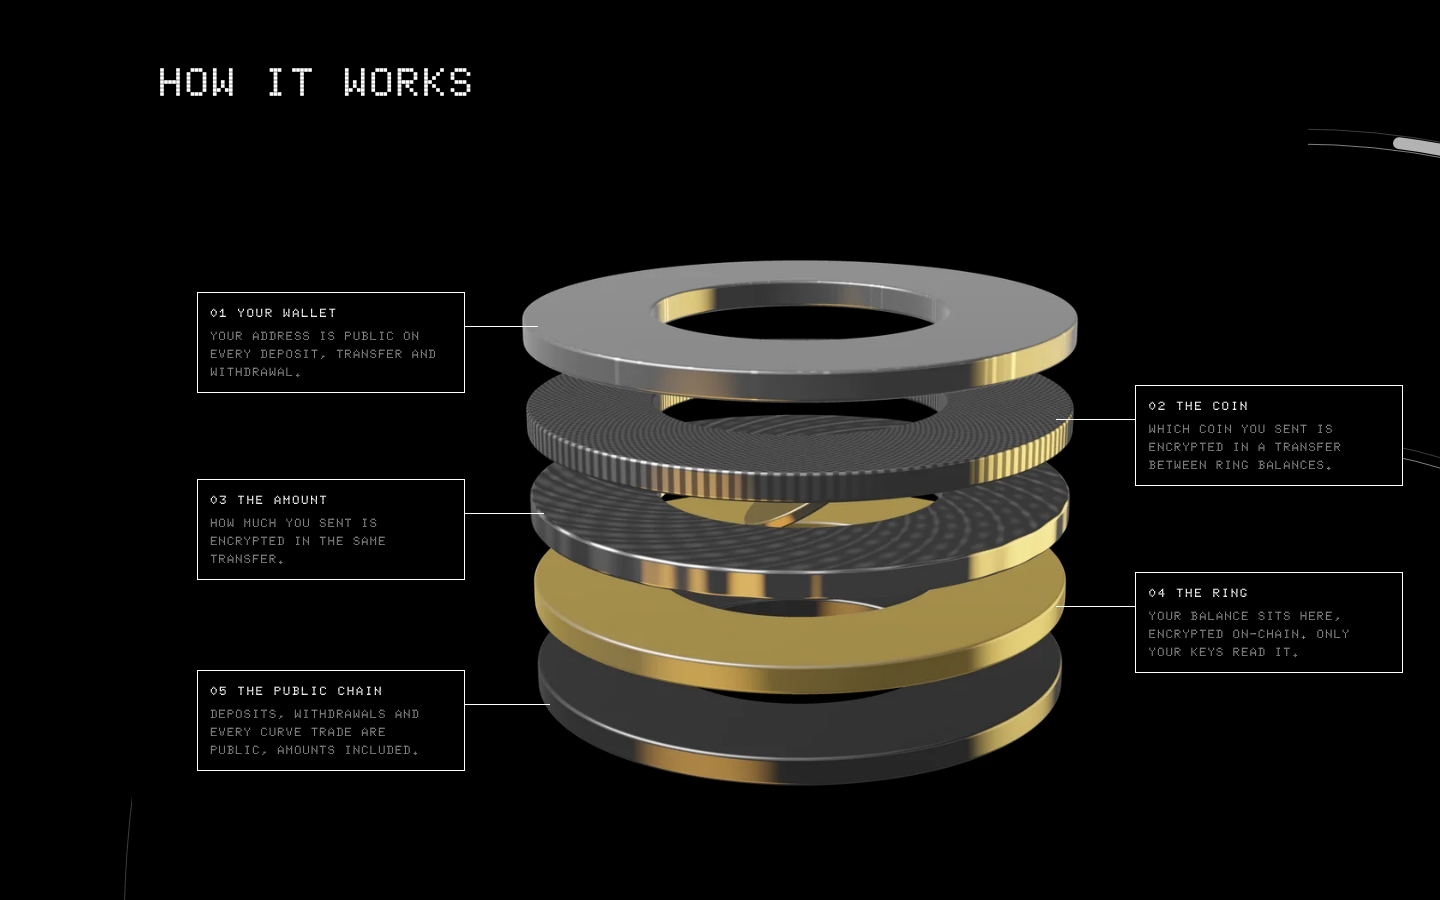 HOW IT WORKS
01 YOUR WALLET
YOUR ADDRESS IS PUBLIC ON
EVERY DEPOSIT, TRANSFER AND
WITHDRAWAL.
02 THE COIN
WHICH COIN YOU SENT IS
ENCRYPTED IN A TRANSFER
BETWEEN RING BALANCES.
03 THE AMOUNT
HOW MUCH YOU SENT IS
ENCRYPTED IN THE SAME
TRANSFER.
04 THE RING
YOUR BALANCE SITS HERE,
ENCRYPTED ON-CHAIN. ONLY
YOUR KEYS READ IT.
05 THE PUBLIC CHAIN
DEPOSITS, WITHDRAWALS AND
EVERY CURVE TRADE ARE
PUBLIC, AMOUNTS INCLUDED.